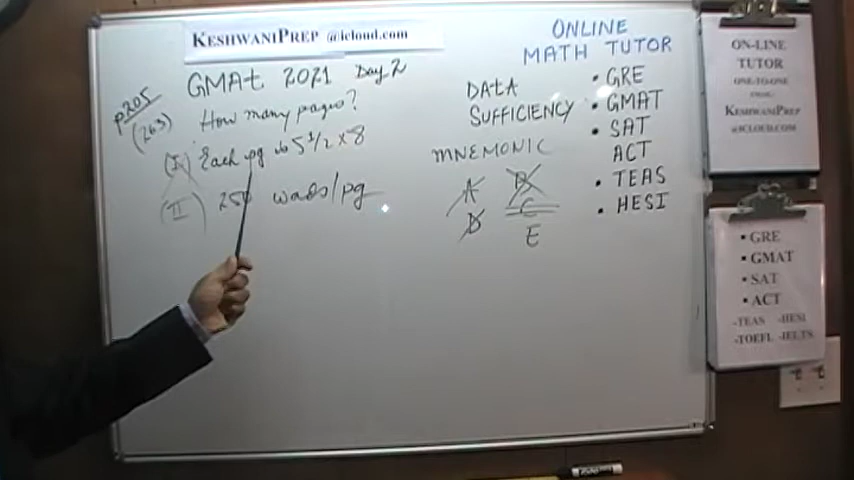 KESHWANIPREP @icloud.com
GMAt 2021 Day 2
p205
(263)
How many pages?
(I) Each pg is 5 1/2 x 8
(II) 250 words/pg
DATA
SUFFICIENCY
MNEMONIC
A B
C
D
E
ONLINE
MATH TUTOR
• GRE
• GMAT
• SAT
ACT
• TEAS
• HESI
ON-LINE
TUTOR
ONE-TO-ONE
KESHWANIPREP
@ICLOUD.COM
• GRE
• GMAT
• SAT
• ACT
-TEAS -HESI
-TOEFL -IELTS